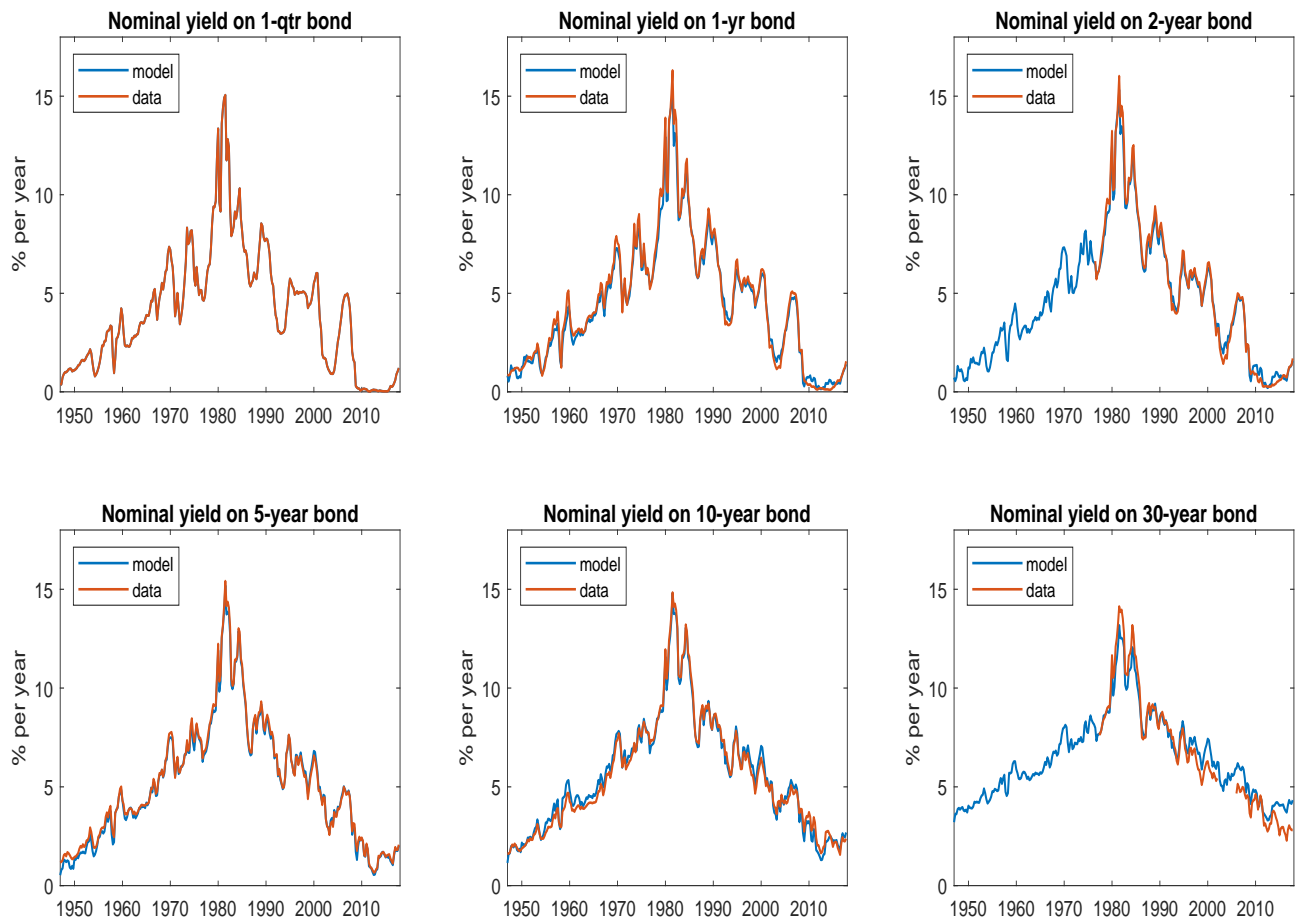 Nominal yield on 1-qtr bond
model
data
% per year
15
10
5
0
1950 1960 1970 1980 1990 2000 2010
Nominal yield on 1-yr bond
model
data
% per year
15
10
5
0
1950 1960 1970 1980 1990 2000 2010
Nominal yield on 2-year bond
model
data
% per year
15
10
5
0
1950 1960 1970 1980 1990 2000 2010
Nominal yield on 5-year bond
model
data
% per year
15
10
5
0
1950 1960 1970 1980 1990 2000 2010
Nominal yield on 10-year bond
model
data
% per year
15
10
5
0
1950 1960 1970 1980 1990 2000 2010
Nominal yield on 30-year bond
model
data
% per year
15
10
5
0
1950 1960 1970 1980 1990 2000 2010